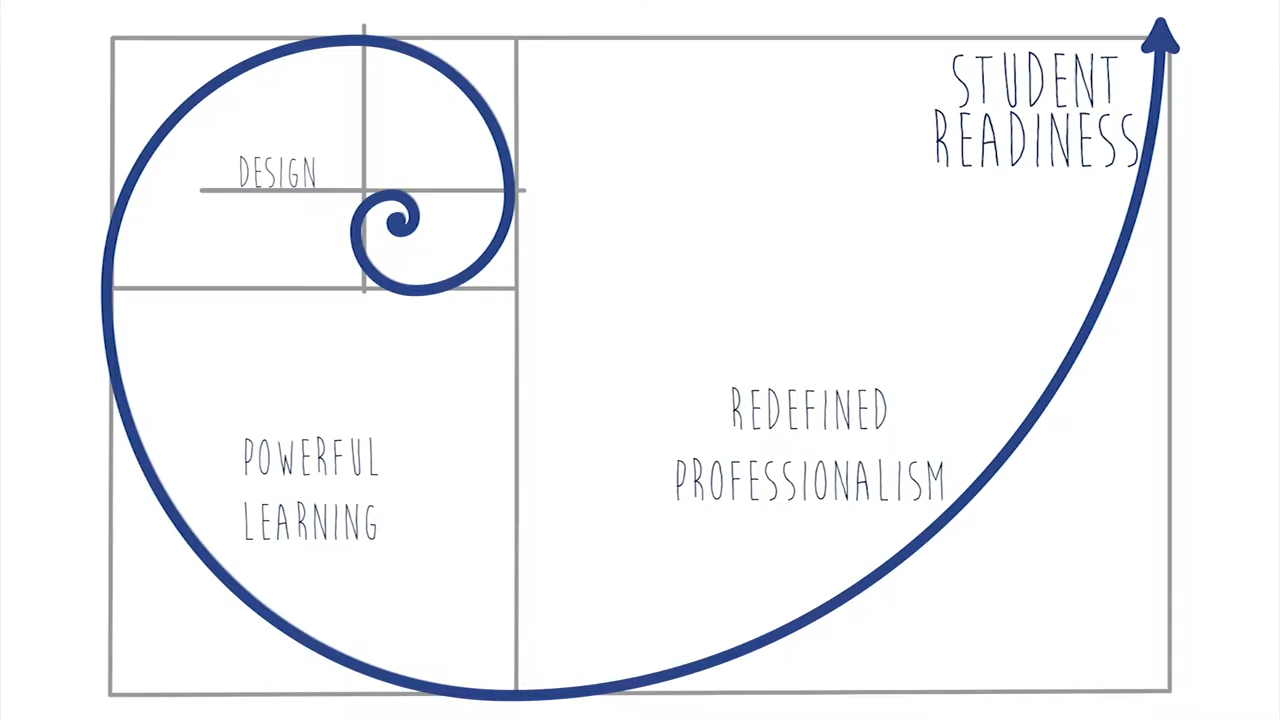 DESIGN
STUDENT
READINESS
POWERFUL
LEARNING
REDEFINED
PROFESSIONALISM